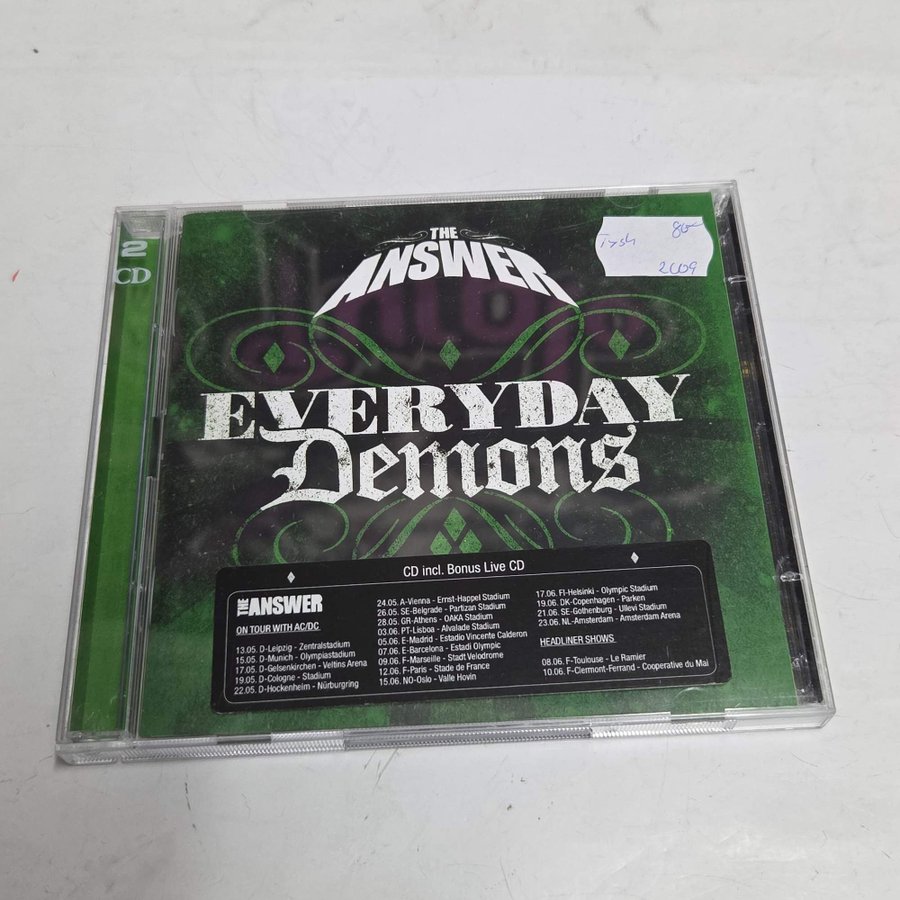 2
CD
THE
ANSWER
Tysk 80
2009
EVERYDAY
Demons
CD incl. Bonus Live CD
THE ANSWER
ON TOUR WITH AC/DC
13.05. D-Leipzig - Zentralstadium
15.05. D-Munich - Olympiastadium
17.05. D-Gelsenkirchen - Veltins Arena
19.05. D-Cologne - Stadium
22.05. D-Hockenheim - Nürburgring
24.05. A-Vienna - Ernst-Happel Stadium
26.05. SE-Belgrade - Partizan Stadium
28.05. GR-Athens - OAKA Stadium
03.06. PT-Lisboa - Alvalade Stadium
05.06. E-Madrid - Estadio Vincente Calderon
07.06. E-Barcelona - Estadi Olympic
09.06. F-Marseille - Stadt Velodrome
12.06. F-Paris - Stade de France
15.06. NO-Oslo - Valle Hovin
17.06. FI-Helsinki - Olympic Stadium
19.06. DK-Copenhagen - Parken
21.06. SE-Gothenburg - Ullevi Stadium
23.06. NL-Amsterdam - Amsterdam Arena
HEADLINER SHOWS
08.06. F-Toulouse - Le Ramier
10.06. F-Clermont-Ferrand - Cooperative du Mai